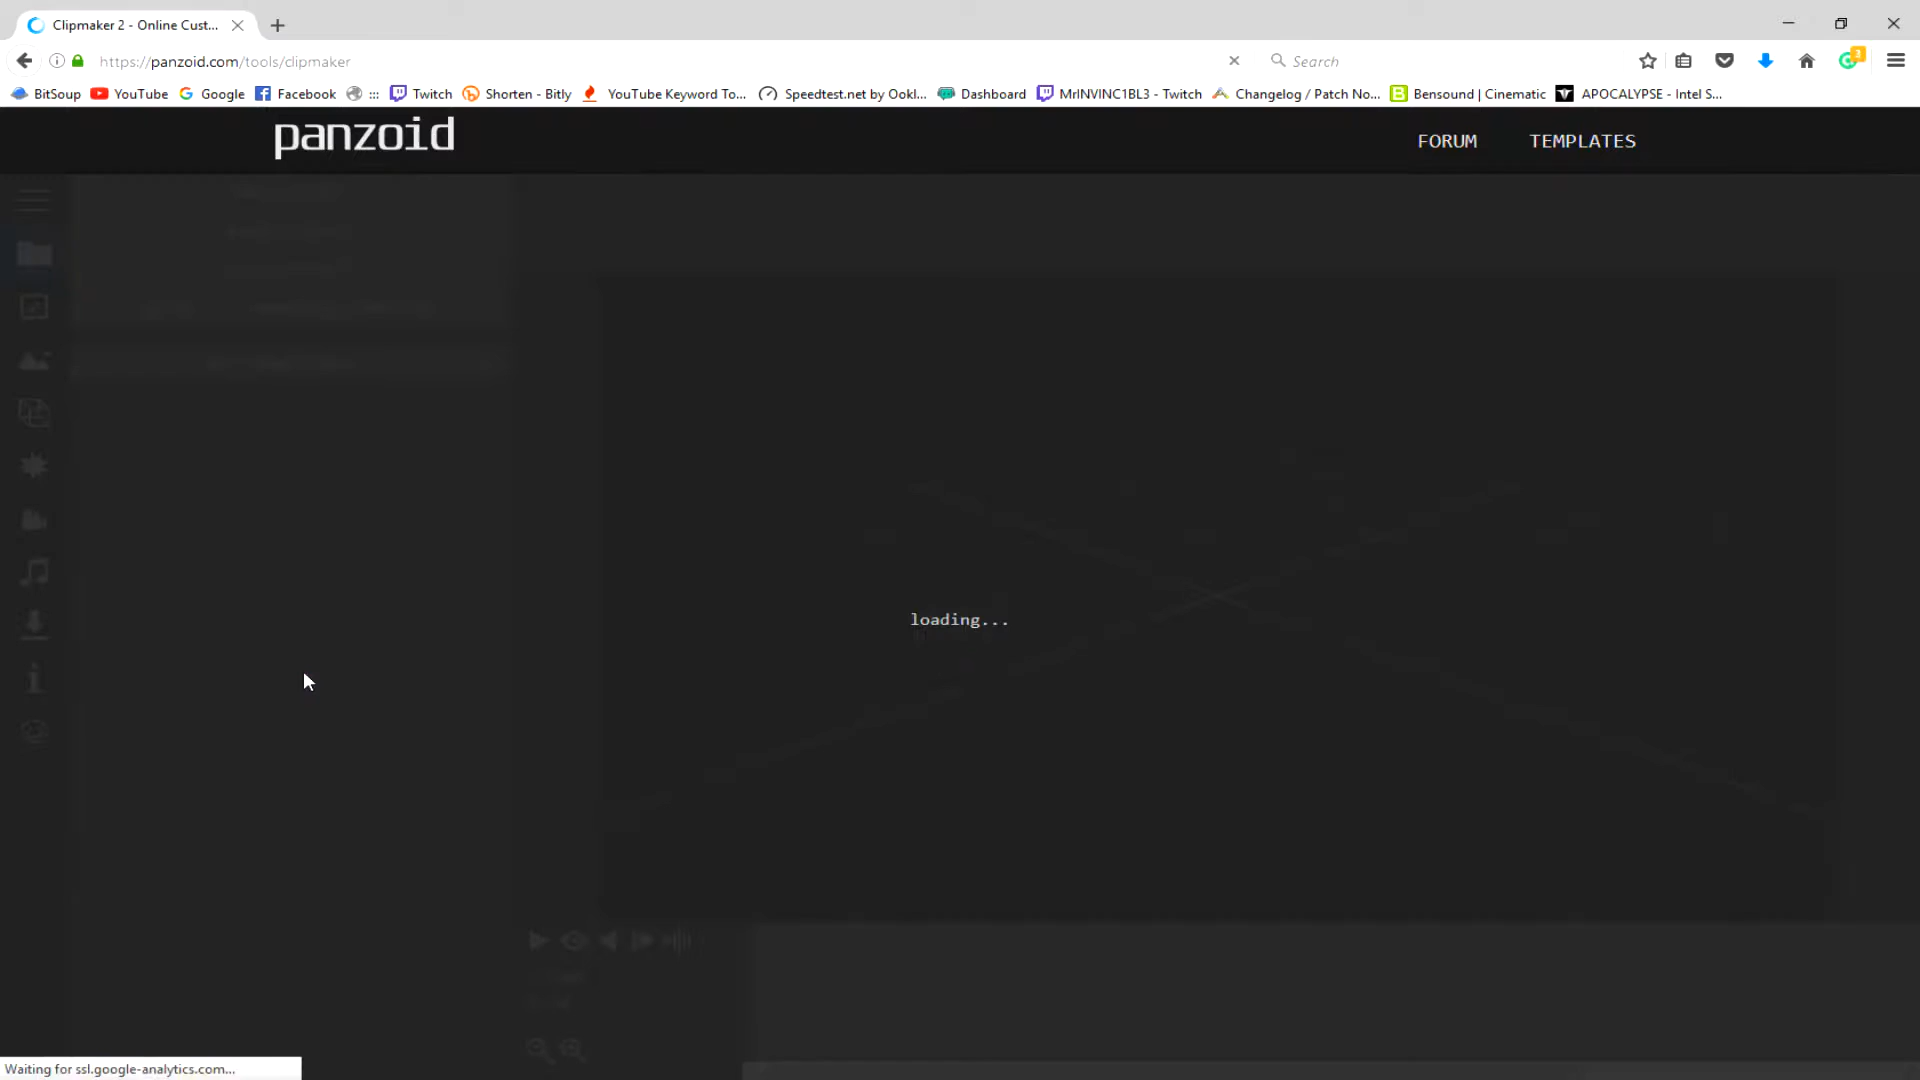 Clipmaker 2 - Online Cust...
https://panzoid.com/tools/clipmaker
Search
3
BitSoup YouTube Google Facebook ::: Twitch Shorten - Bitly YouTube Keyword To... Speedtest.net by Ookl... Dashboard MrINVINC1BL3 - Twitch Changelog / Patch No... Bensound | Cinematic APOCALYPSE - Intel S...
panzoid FORUM TEMPLATES
loading...
Waiting for ssl.google-analytics.com...